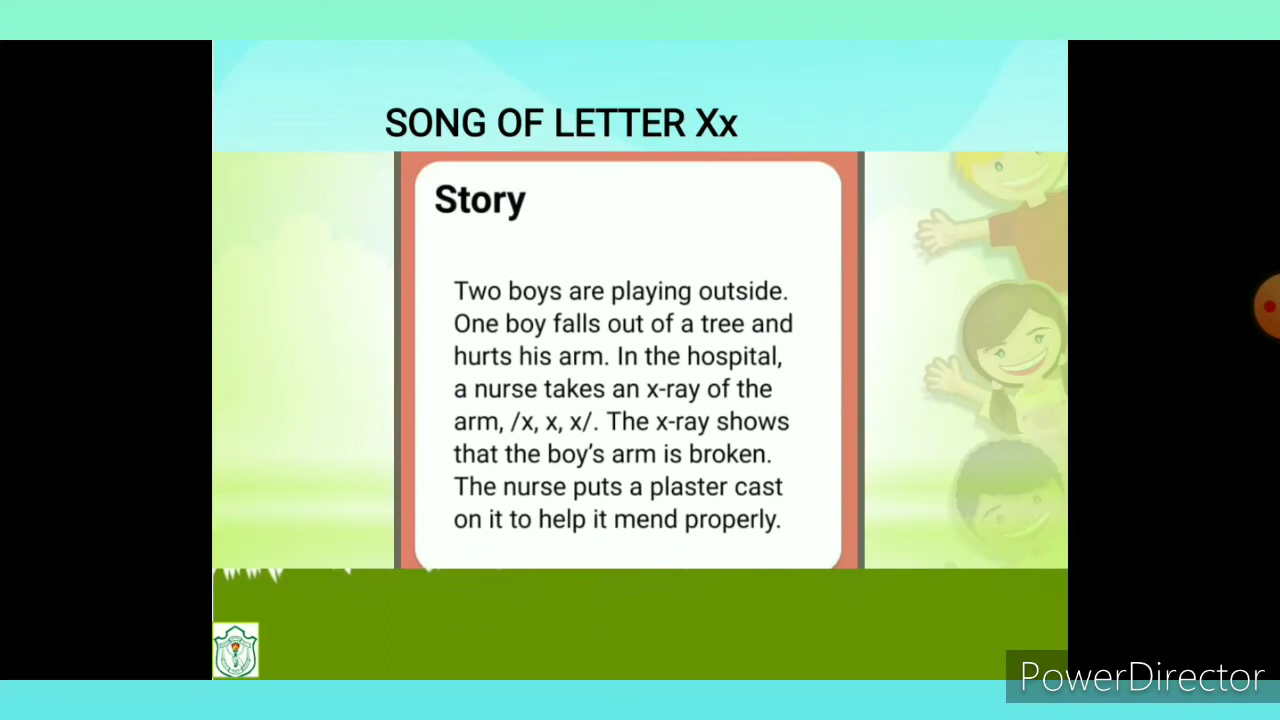 SONG OF LETTER Xx
Story
Two boys are playing outside.
One boy falls out of a tree and
hurts his arm. In the hospital,
a nurse takes an x-ray of the
arm, /x, x, x/. The x-ray shows
that the boy’s arm is broken.
The nurse puts a plaster cast
on it to help it mend properly.
PowerDirector